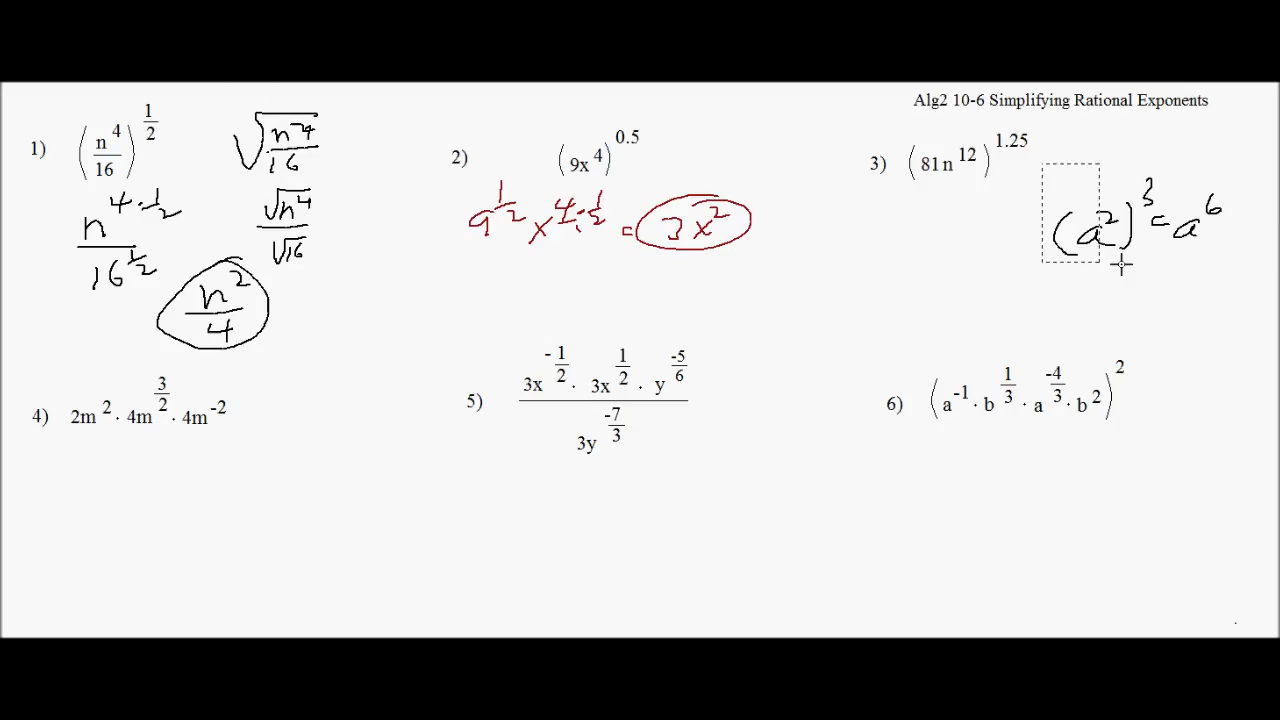 Alg2 10-6 Simplifying Rational Exponents
1) (n^4/16)^(1/2)
√(n^4/16)
n^(4·1/2)/16^(1/2)
√n^4/√16
n^2/4
2) (9x^4)^0.5
9^(1/2) x^(4/1·1/2) = 3x^2
3) (81n^12)^1.25
(a^2)^3 = a^6
4) 2m^2 · 4m^(3/2) · 4m^-2
5) (3x^(-1/2) · 3x^(1/2) · y^(-5/6))/(3y^(-7/3))
6) (a^-1 · b^(1/3) · a^(-4/3) · b^2)^2